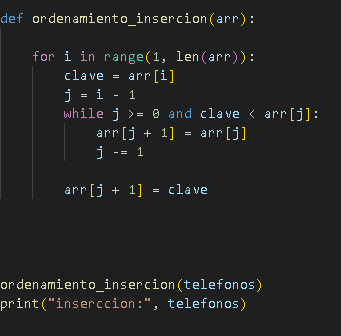 def ordenamiento_insercion(arr):
    for i in range(1, len(arr)):
        clave = arr[i]
        j = i - 1
        while j >= 0 and clave < arr[j]:
            arr[j + 1] = arr[j]
            j -= 1
        arr[j + 1] = clave
ordenamiento_insercion(telefonos)
print("inserccion:", telefonos)